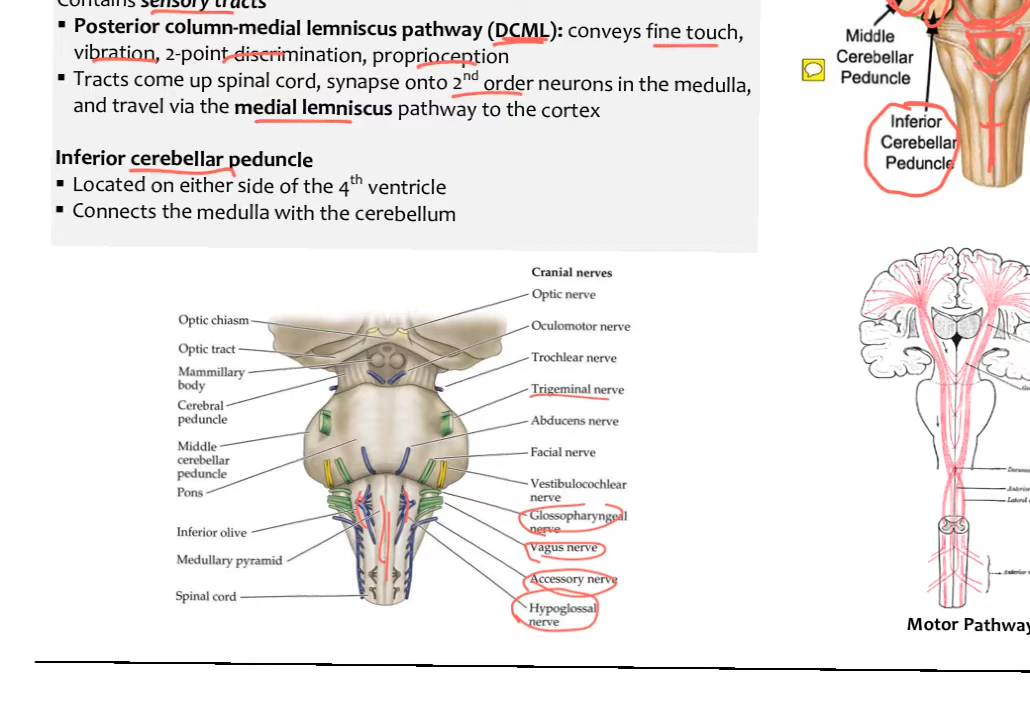 Contains sensory tracts
▪ Posterior column-medial lemniscus pathway (DCML): conveys fine touch,
vibration, 2-point discrimination, proprioception
▪ Tracts come up spinal cord, synapse onto 2nd order neurons in the medulla,
and travel via the medial lemniscus pathway to the cortex
Inferior cerebellar peduncle
▪ Located on either side of the 4th ventricle
▪ Connects the medulla with the cerebellum
Middle
Cerebellar
Peduncle
Inferior
Cerebellar
Peduncle
Optic chiasm
Optic tract
Mammillary
body
Cerebral
peduncle
Middle
cerebellar
peduncle
Pons
Inferior olive
Medullary pyramid
Spinal cord
Cranial nerves
Optic nerve
Oculomotor nerve
Trochlear nerve
Trigeminal nerve
Abducens nerve
Facial nerve
Vestibulocochlear
nerve
Glossopharyngeal
nerve
Vagus nerve
Accessory nerve
Hypoglossal
nerve
Lateral
Motor Pathway